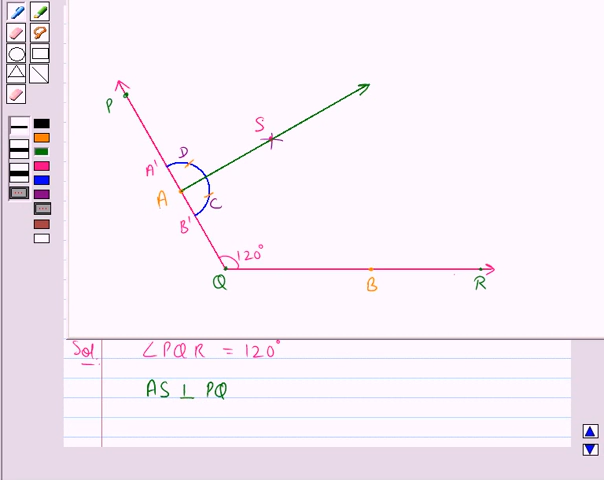 P
S
D
A'
A
C
B'
120°
Q
B
R
Sol. ∠PQR = 120°
AS ⊥ PQ